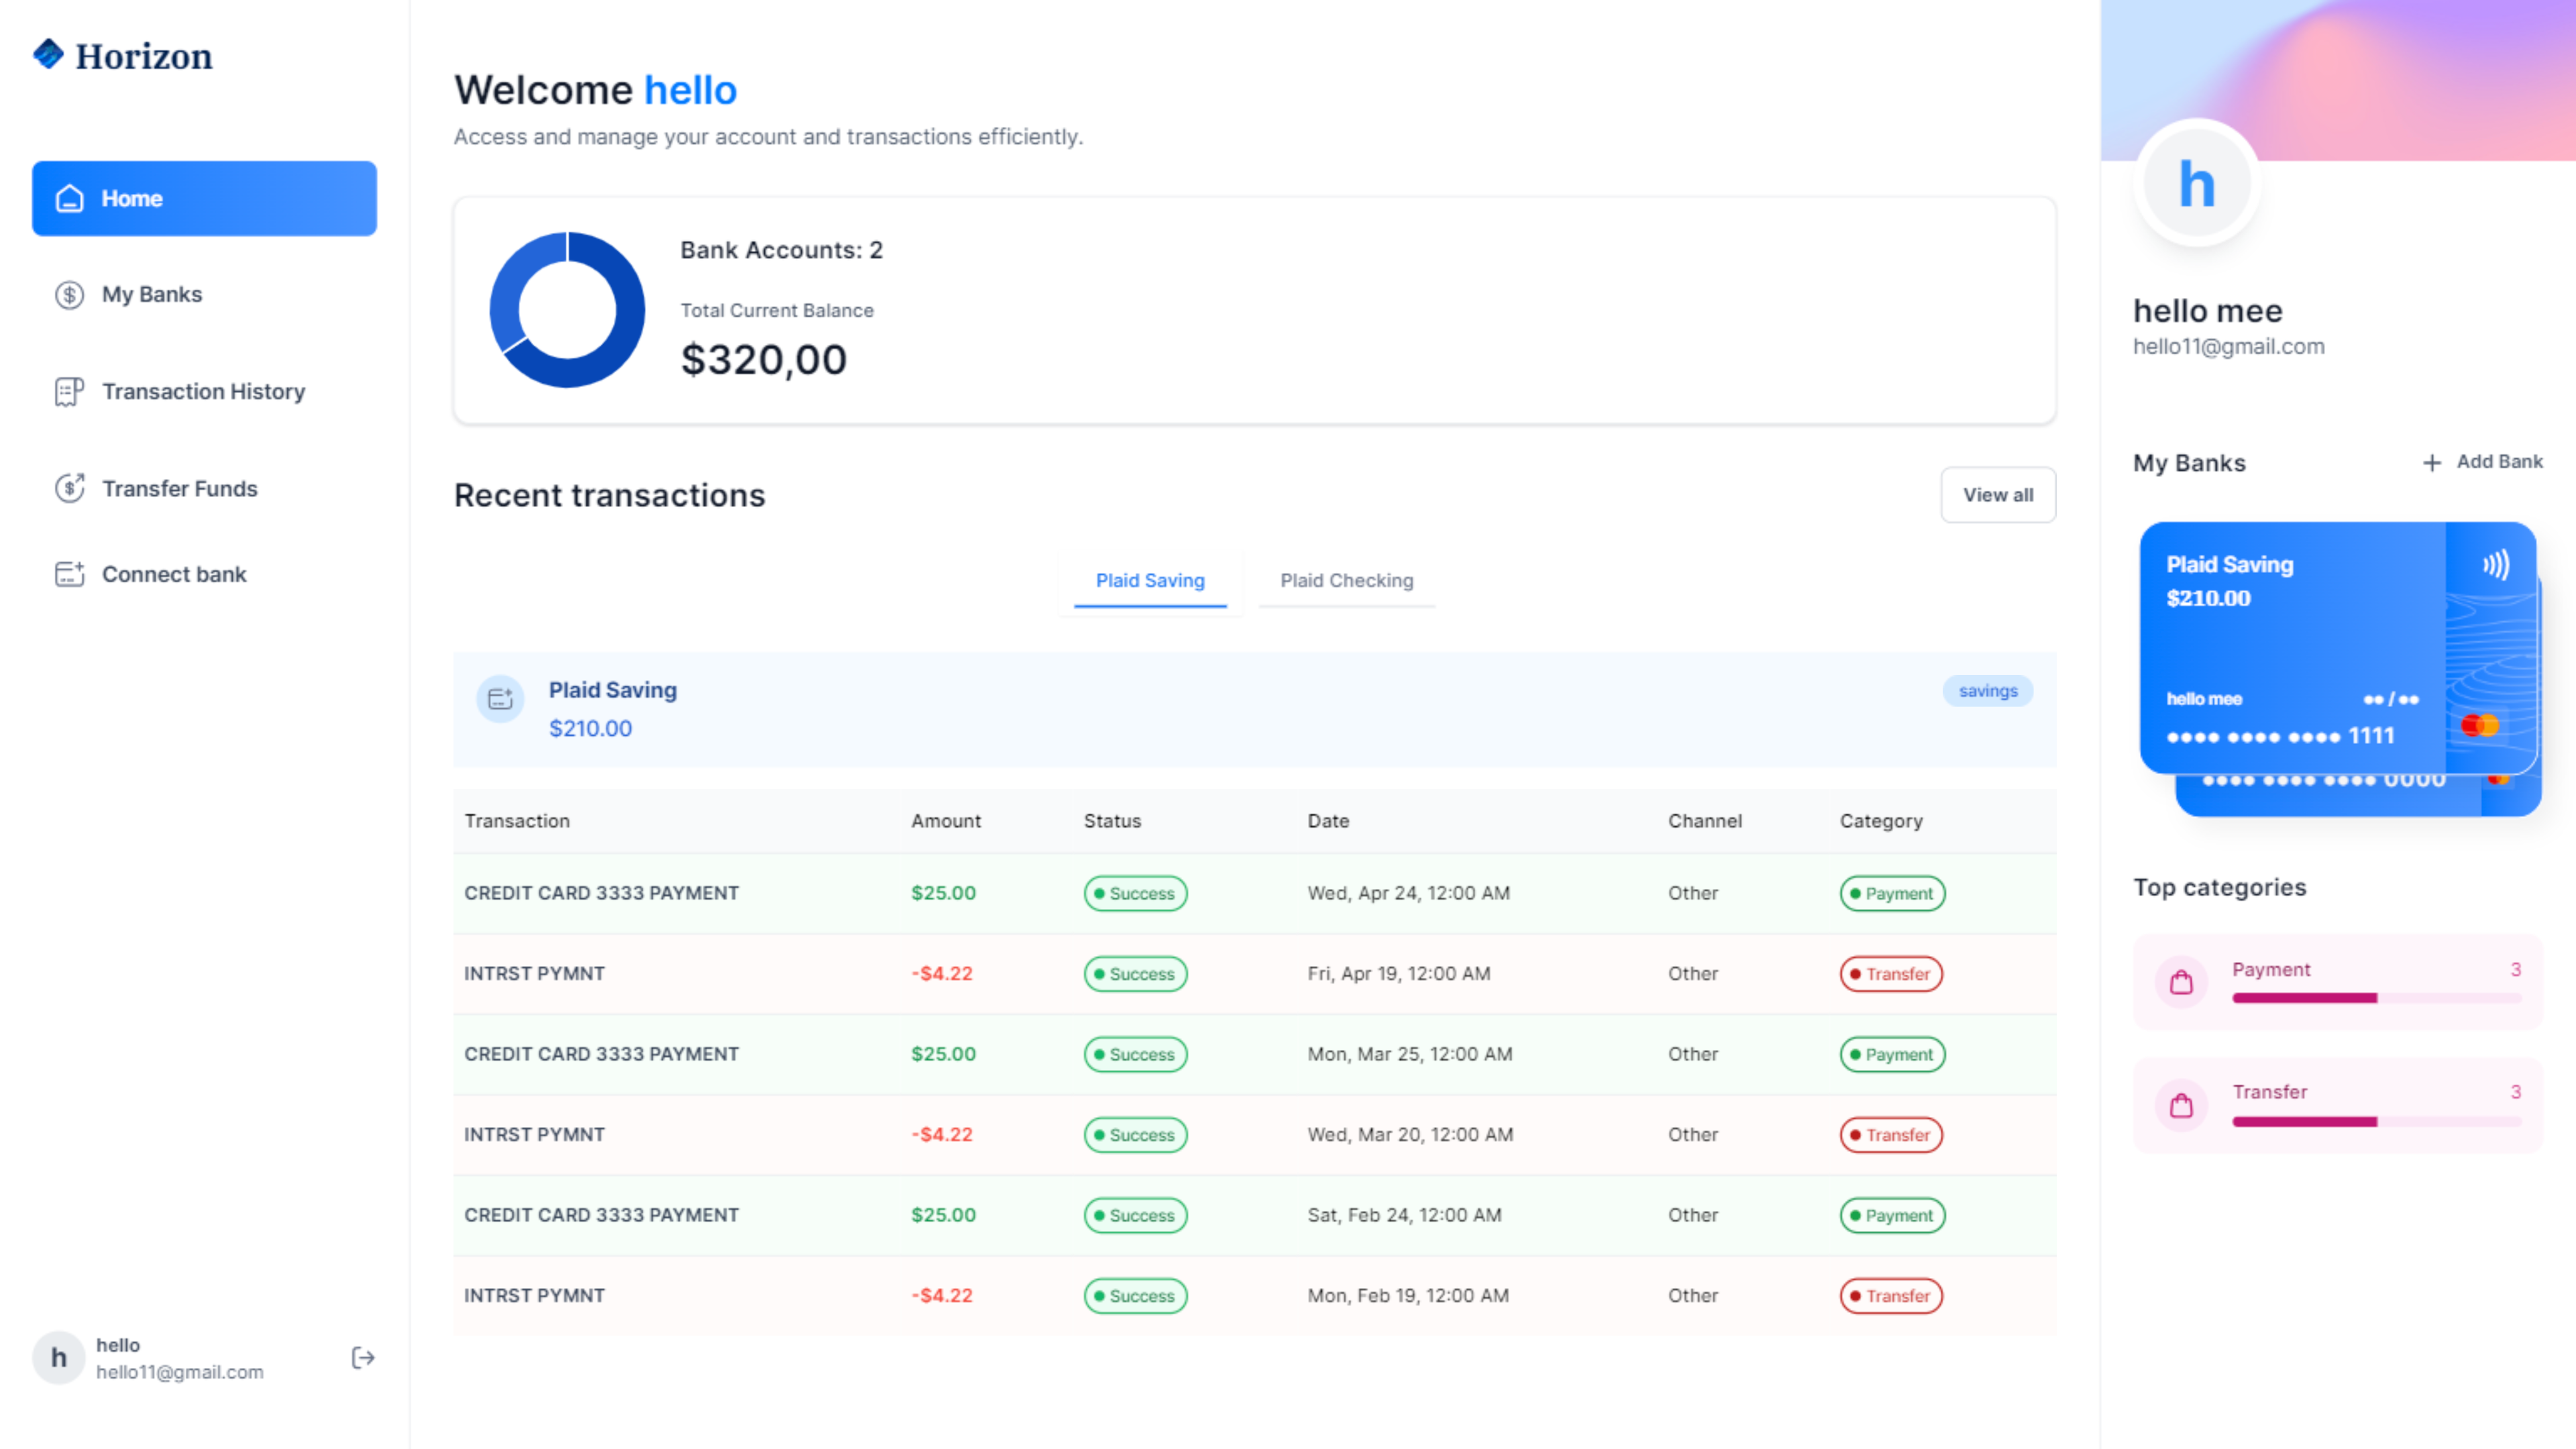 Horizon
Home
My Banks
Transaction History
Transfer Funds
Connect bank
h
hello
hello11@gmail.com
Welcome hello
Access and manage your account and transactions efficiently.
Bank Accounts: 2
Total Current Balance
$320,00
Recent transactions
View all
Plaid Saving Plaid Checking
Plaid Saving
$210.00
savings
Transaction Amount Status Date Channel Category
CREDIT CARD 3333 PAYMENT $25.00 Success Wed, Apr 24, 12:00 AM Other Payment
INTRST PYMNT -$4.22 Success Fri, Apr 19, 12:00 AM Other Transfer
CREDIT CARD 3333 PAYMENT $25.00 Success Mon, Mar 25, 12:00 AM Other Payment
INTRST PYMNT -$4.22 Success Wed, Mar 20, 12:00 AM Other Transfer
CREDIT CARD 3333 PAYMENT $25.00 Success Sat, Feb 24, 12:00 AM Other Payment
INTRST PYMNT -$4.22 Success Mon, Feb 19, 12:00 AM Other Transfer
h
hello mee
hello11@gmail.com
My Banks
+ Add Bank
Plaid Saving
$210.00
hello mee ●● / ●●
●●●● ●●●● ●●●● 1111
●●●● ●●●● ●●●● 0000
Top categories
Payment 3
Transfer 3